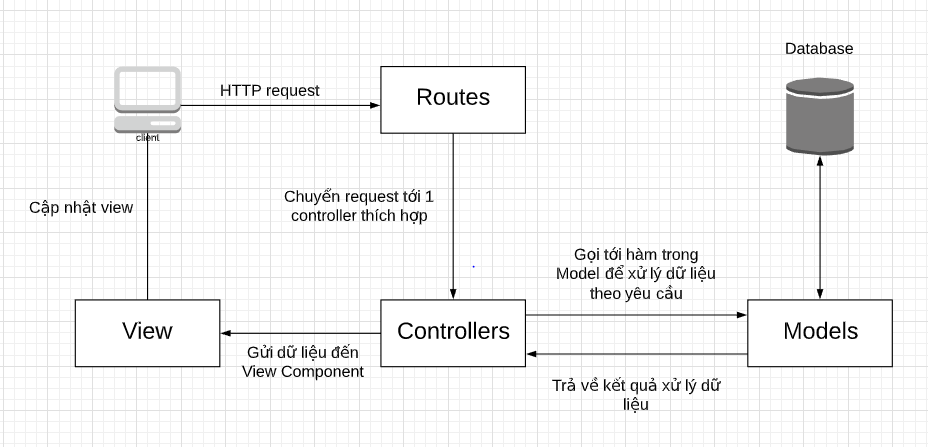 Database
HTTP request
Routes
client
Chuyển request tới 1
controller thích hợp
Cập nhật view
Gọi tới hàm trong
Model để xử lý dữ liệu
theo yêu cầu
View
Controllers
Models
Gửi dữ liệu đến
View Component
Trả về kết quả xử lý dữ
liệu